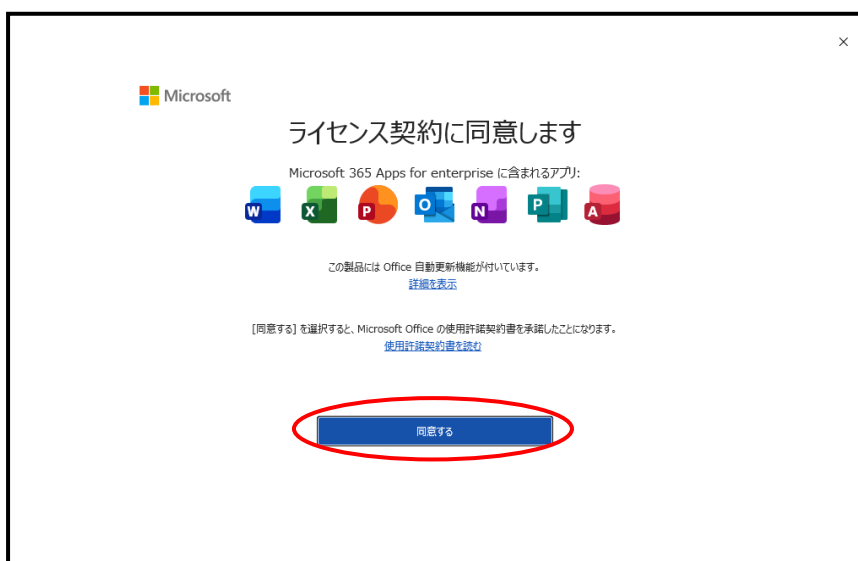 ×
Microsoft
ライセンス契約に同意します
Microsoft 365 Apps for enterprise に含まれるアプリ:
W X P O N P A
この製品には Office 自動更新機能が付いています。
詳細を表示
[同意する] を選択すると、Microsoft Office の使用許諾契約書を承諾したことになります。
使用許諾契約書を読む
同意する